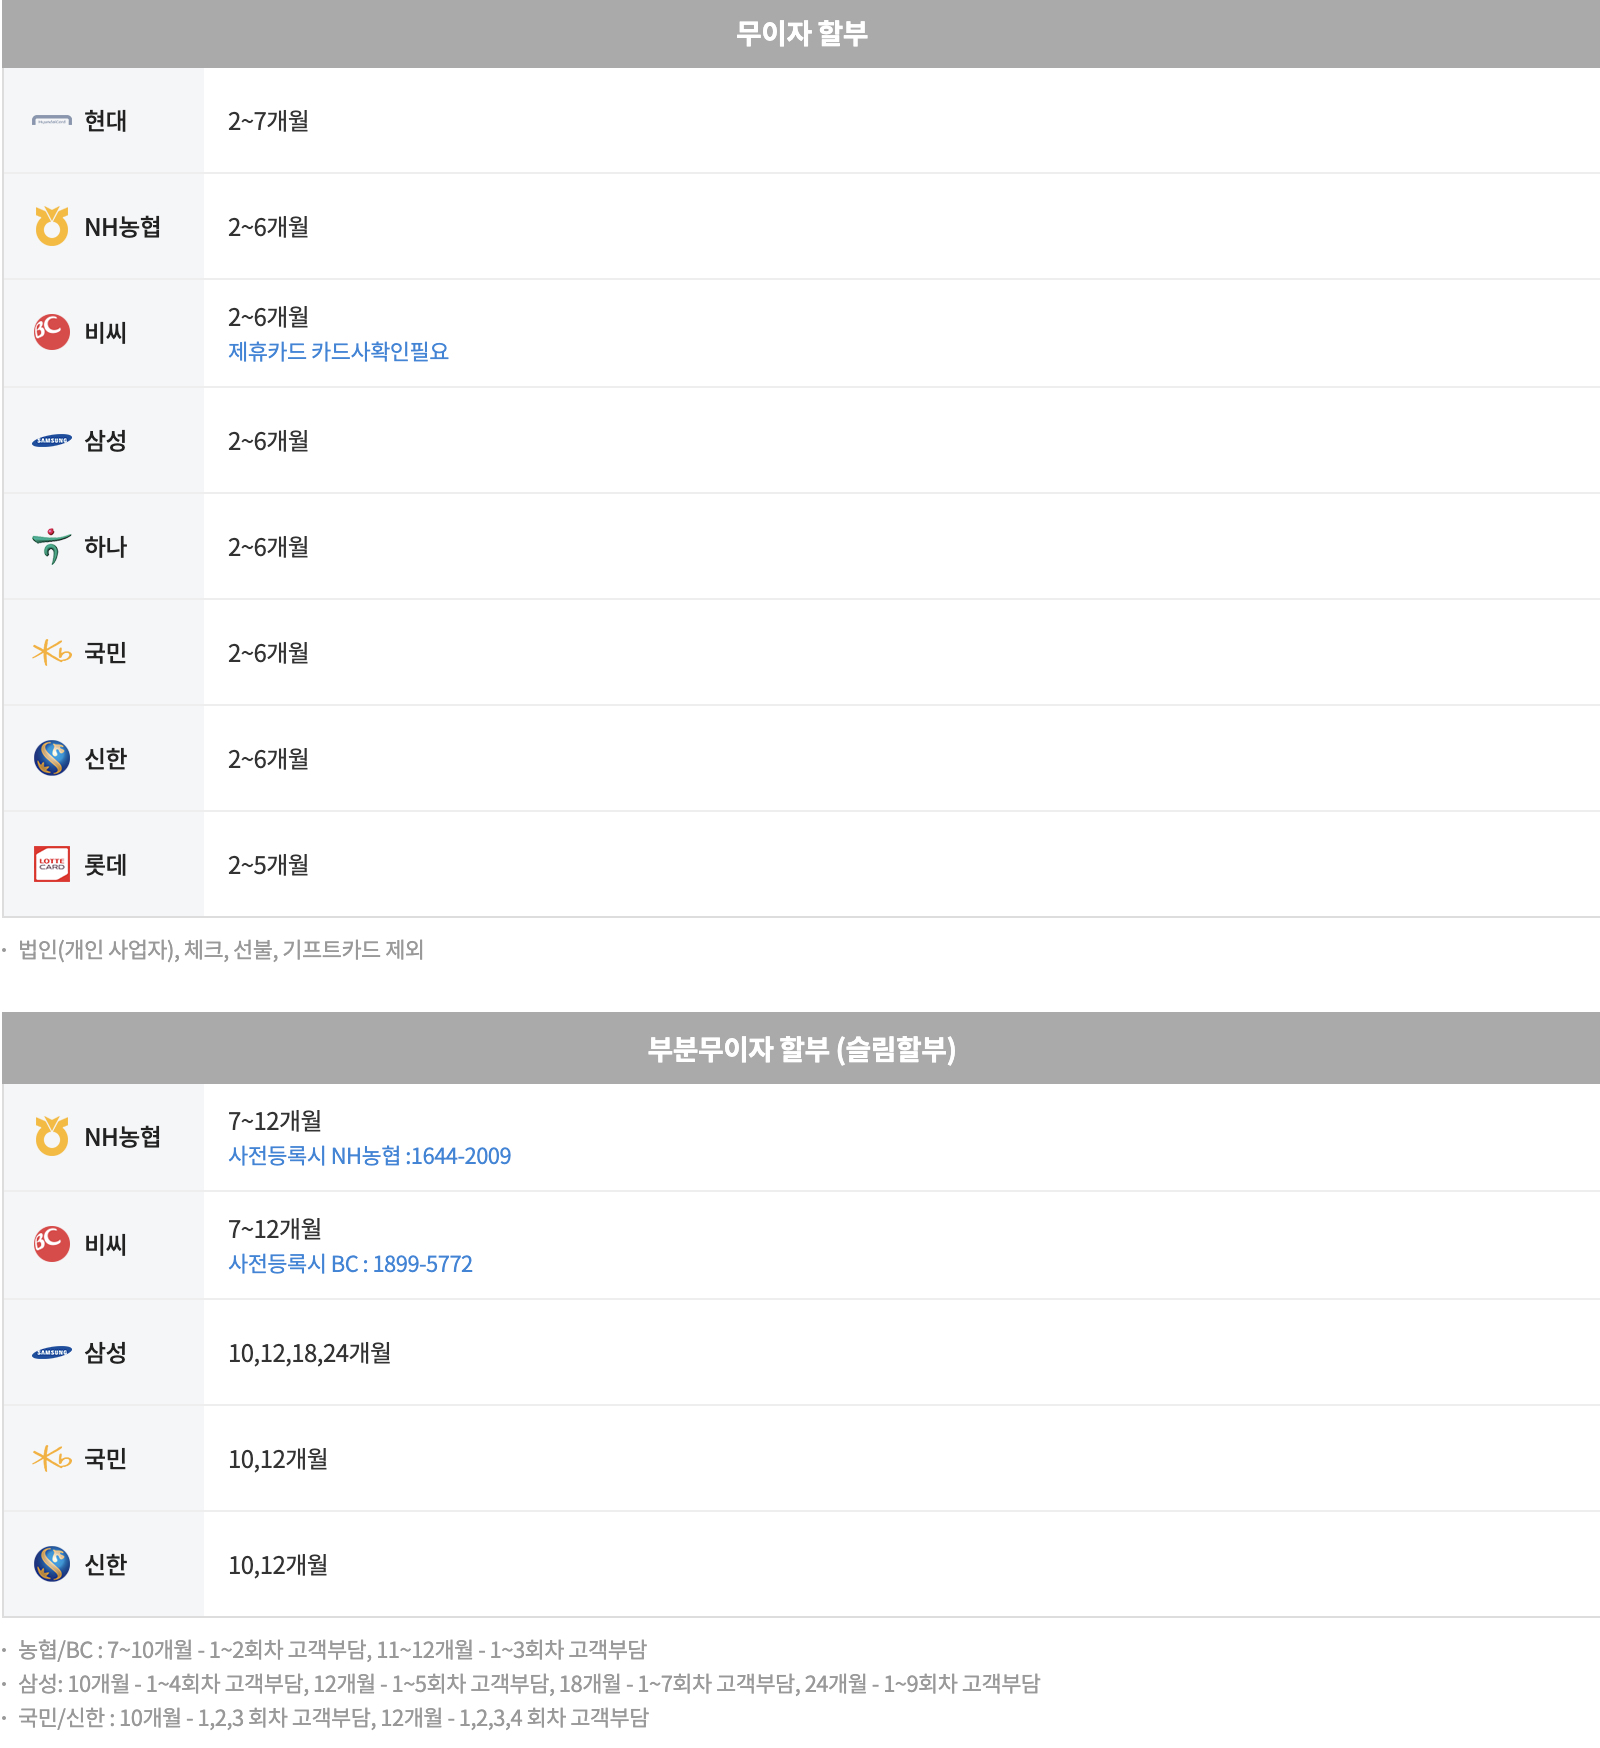 무이자 할부
현대
2~7개월
NH농협
2~6개월
비씨
2~6개월
제휴카드 카드사확인필요
SAMSUNG
삼성
2~6개월
하나
2~6개월
국민
2~6개월
신한
2~6개월
LOTTE
CARD
롯데
2~5개월
· 법인(개인 사업자), 체크, 선불, 기프트카드 제외
부분무이자 할부 (슬림할부)
NH농협
7~12개월
사전등록시 NH농협 :1644-2009
비씨
7~12개월
사전등록시 BC : 1899-5772
SAMSUNG
삼성
10,12,18,24개월
국민
10,12개월
신한
10,12개월
· 농협/BC : 7~10개월 - 1~2회차 고객부담, 11~12개월 - 1~3회차 고객부담
· 삼성: 10개월 - 1~4회차 고객부담, 12개월 - 1~5회차 고객부담, 18개월 - 1~7회차 고객부담, 24개월 - 1~9회차 고객부담
· 국민/신한 : 10개월 - 1,2,3 회차 고객부담, 12개월 - 1,2,3,4 회차 고객부담